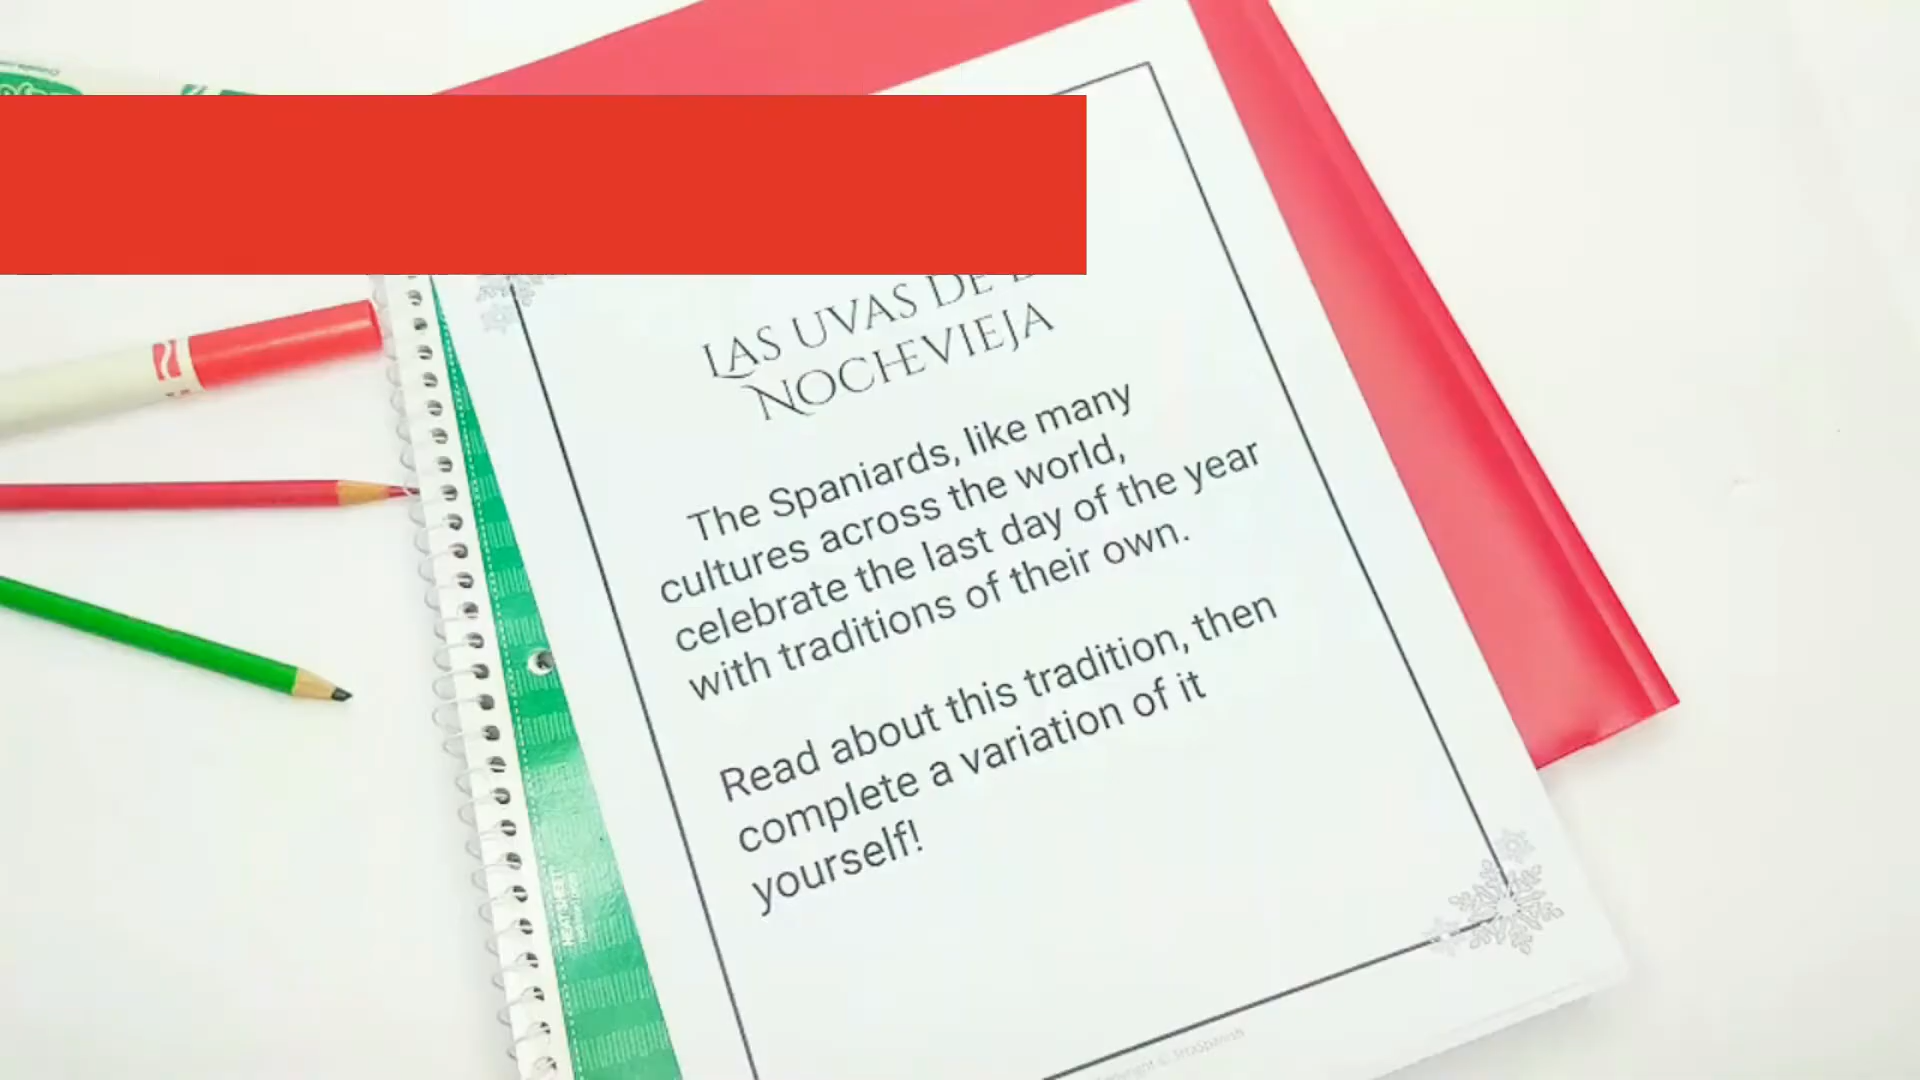 LAS UVAS DE
NOCHEVIEJA
The Spaniards, like many
cultures across the world,
celebrate the last day of the year
with traditions of their own.
Read about this tradition, then
complete a variation of it
yourself!